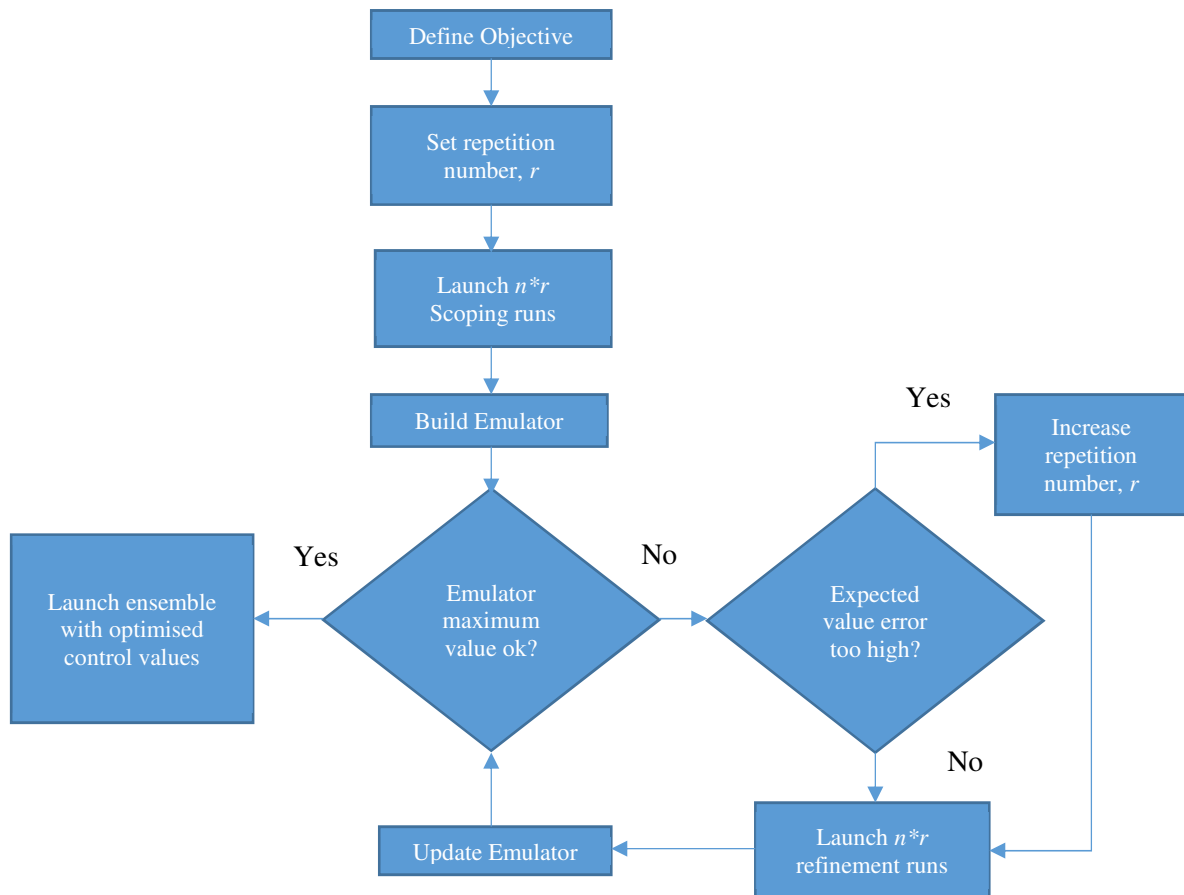 Define Objective
Set repetition
number, r
Launch n*r
Scoping runs
Build Emulator
Yes
Increase
repetition
number, r
Yes
No
Launch ensemble
with optimised
control values
Emulator
maximum
value ok?
Expected
value error
too high?
No
Update Emulator
Launch n*r
refinement runs